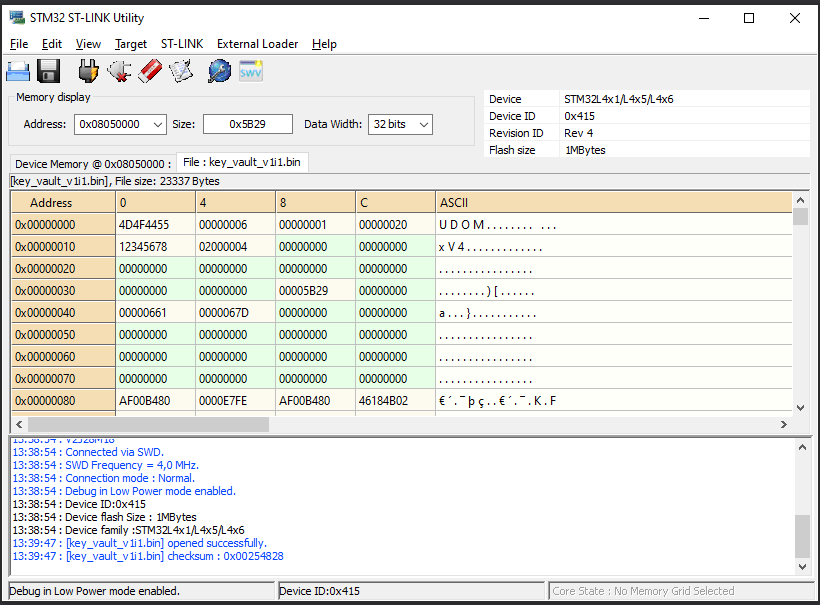 STM32 ST-LINK Utility
File Edit View Target ST-LINK External Loader Help
SWV
Memory display
Address: 0x08050000 Size: 0x5B29 Data Width: 32 bits
Device STM32L4x1/L4x5/L4x6
Device ID 0x415
Revision ID Rev 4
Flash size 1MBytes
Device Memory @ 0x08050000 : File : key_vault_v1i1.bin
[key_vault_v1i1.bin], File size: 23337 Bytes
Address 0 4 8 C ASCII
0x00000000 4D4F4455 00000006 00000001 00000020 U D O M . . . . . . . . . . .
0x00000010 12345678 02000004 00000000 00000000 x V 4 . . . . . . . . . . . . .
0x00000020 00000000 00000000 00000000 00000000 . . . . . . . . . . . . . . . .
0x00000030 00000000 00000000 00005B29 00000000 . . . . . . . . ) [ . . . . . .
0x00000040 00000661 0000067D 00000000 00000000 a . . . } . . . . . . . . . . .
0x00000050 00000000 00000000 00000000 00000000 . . . . . . . . . . . . . . . .
0x00000060 00000000 00000000 00000000 00000000 . . . . . . . . . . . . . . . .
0x00000070 00000000 00000000 00000000 00000000 . . . . . . . . . . . . . . . .
0x00000080 AF00B480 0000E7FE AF00B480 46184B02 € ´ . ¯ þ ç . . € ´ . ¯ . K . F
13:38:54 : V2J28M18
13:38:54 : Connected via SWD.
13:38:54 : SWD Frequency = 4,0 MHz.
13:38:54 : Connection mode : Normal.
13:38:54 : Debug in Low Power mode enabled.
13:38:54 : Device ID:0x415
13:38:54 : Device flash Size : 1MBytes
13:38:54 : Device family :STM32L4x1/L4x5/L4x6
13:39:47 : [key_vault_v1i1.bin] opened successfully.
13:39:47 : [key_vault_v1i1.bin] checksum : 0x00254828
Debug in Low Power mode enabled. Device ID:0x415 Core State : No Memory Grid Selected